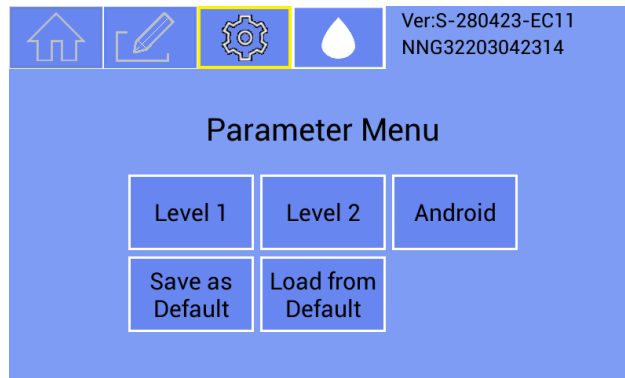 Ver:S-280423-EC11
NNG32203042314
Parameter Menu
Level 1
Level 2
Android
Save as
Default
Load from
Default